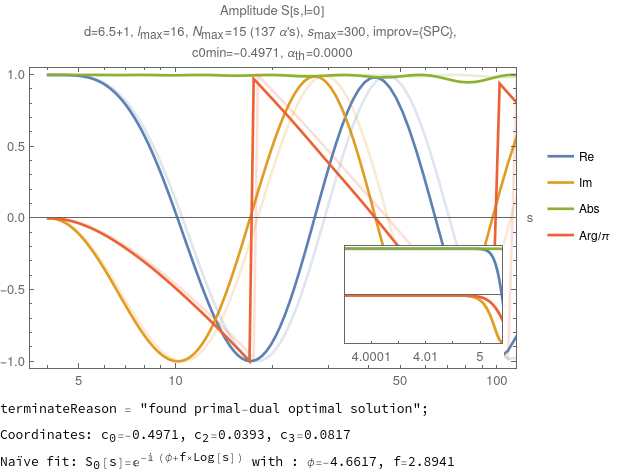 Amplitude S[s,l=0]
d=6.5+1, lmax=16, Nmax=15 (137 α's), smax=300, improv={SPC},
c0min=-0.4971, αth=0.0000
1.0
0.5
0.0
-0.5
-1.0
5 10 50 100
s
Re
Im
Abs
Arg/π
4.0001 4.01 5
terminateReason = "found primal-dual optimal solution";
Coordinates: c0=-0.4971, c2=0.0393, c3=0.0817
Naïve fit: S0[s]=e^-i (ϕ+f×Log[s]) with : ϕ=-4.6617, f=2.8941